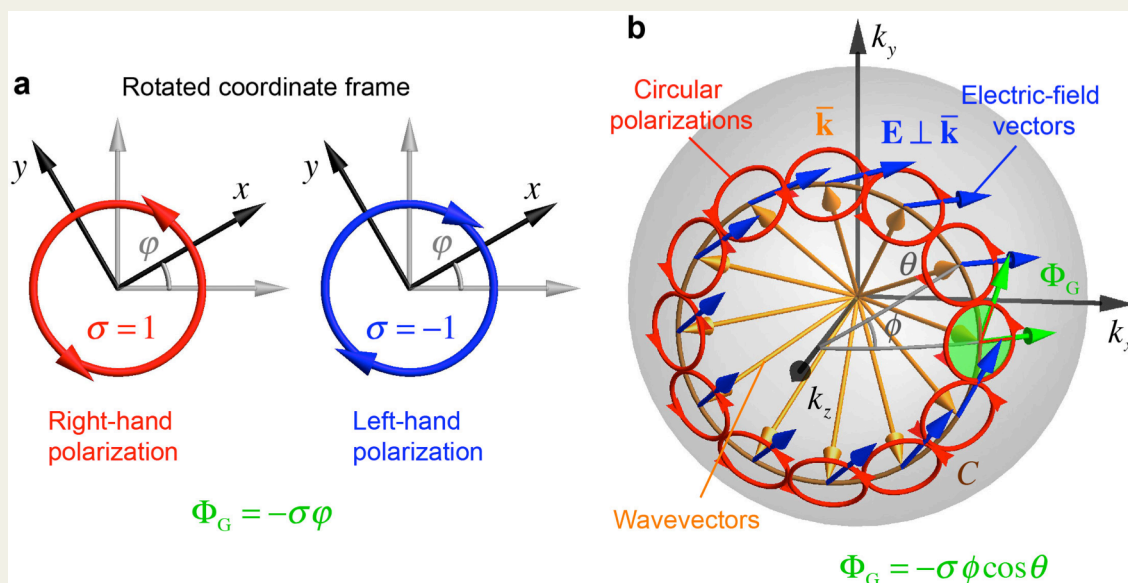 a
Rotated coordinate frame
y
x
φ
σ = 1
Right-hand
polarization
y
x
φ
σ = −1
Left-hand
polarization
Φ_G = −σφ
b
k_y
Circular
polarizations
k̄
E ⊥ k̄
Electric-field
vectors
θ
Φ_G
ϕ
k_x
k_z
C
Wavevectors
Φ_G = −σ ϕ cos θ